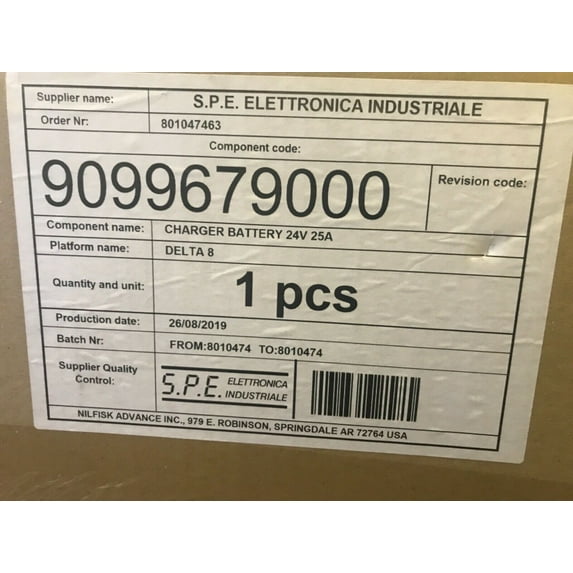 Supplier name: S.P.E. ELETTRONICA INDUSTRIALE
Order Nr: 801047463
Component code:
9099679000 Revision code:
Component name: CHARGER BATTERY 24V 25A
Platform name: DELTA 8
Quantity and unit: 1 pcs
Production date: 26/08/2019
Batch Nr: FROM:8010474 TO:8010474
Supplier Quality
Control:
S.P.E. ELETTRONICA
INDUSTRIALE
NILFISK ADVANCE INC., 979 E. ROBINSON, SPRINGDALE AR 72764 USA